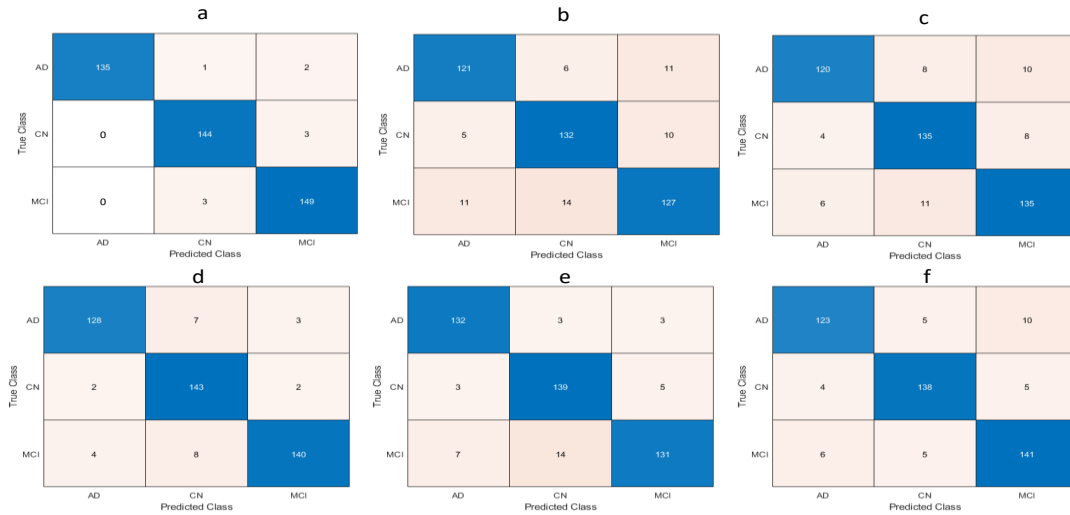 a
b
c
True Class
AD 135 1 2
CN 0 144 3
MCI 0 3 149
AD CN MCI
Predicted Class
True Class
AD 121 6 11
CN 5 132 10
MCI 11 14 127
AD CN MCI
Predicted Class
True Class
AD 120 8 10
CN 4 135 8
MCI 6 11 135
AD CN MCI
Predicted Class
d
e
f
True Class
AD 128 7 3
CN 2 143 2
MCI 4 8 140
AD CN MCI
Predicted Class
True Class
AD 132 3 3
CN 3 139 5
MCI 7 14 131
AD CN MCI
Predicted Class
True Class
AD 123 5 10
CN 4 138 5
MCI 6 5 141
AD CN MCI
Predicted Class